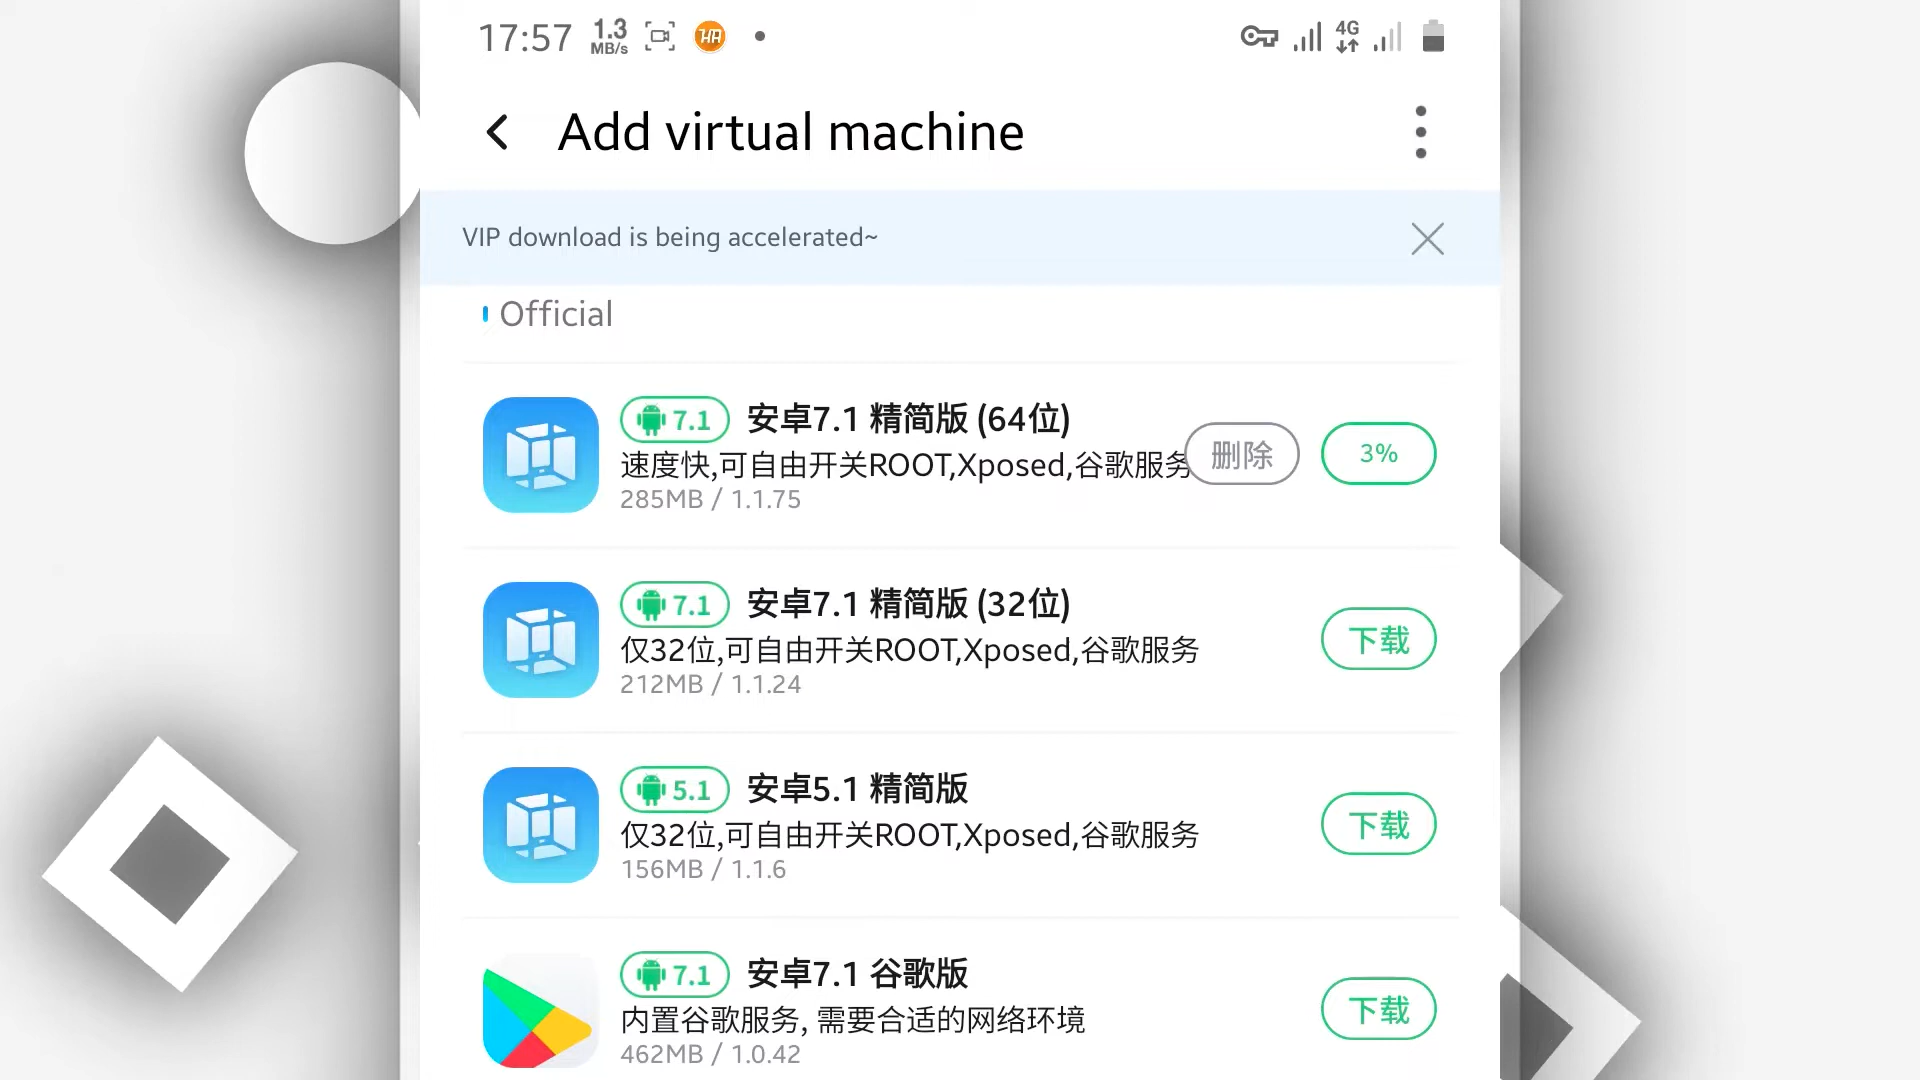 17:57 1.3 MB/s HA 4G
Add virtual machine
VIP download is being accelerated~
Official
7.1 安卓7.1 精简版 (64位)
速度快,可自由开关ROOT,Xposed,谷歌服务
285MB / 1.1.75
删除 3%
7.1 安卓7.1 精简版 (32位)
仅32位,可自由开关ROOT,Xposed,谷歌服务
212MB / 1.1.24
下载
5.1 安卓5.1 精简版
仅32位,可自由开关ROOT,Xposed,谷歌服务
156MB / 1.1.6
下载
7.1 安卓7.1 谷歌版
内置谷歌服务, 需要合适的网络环境
462MB / 1.0.42
下载